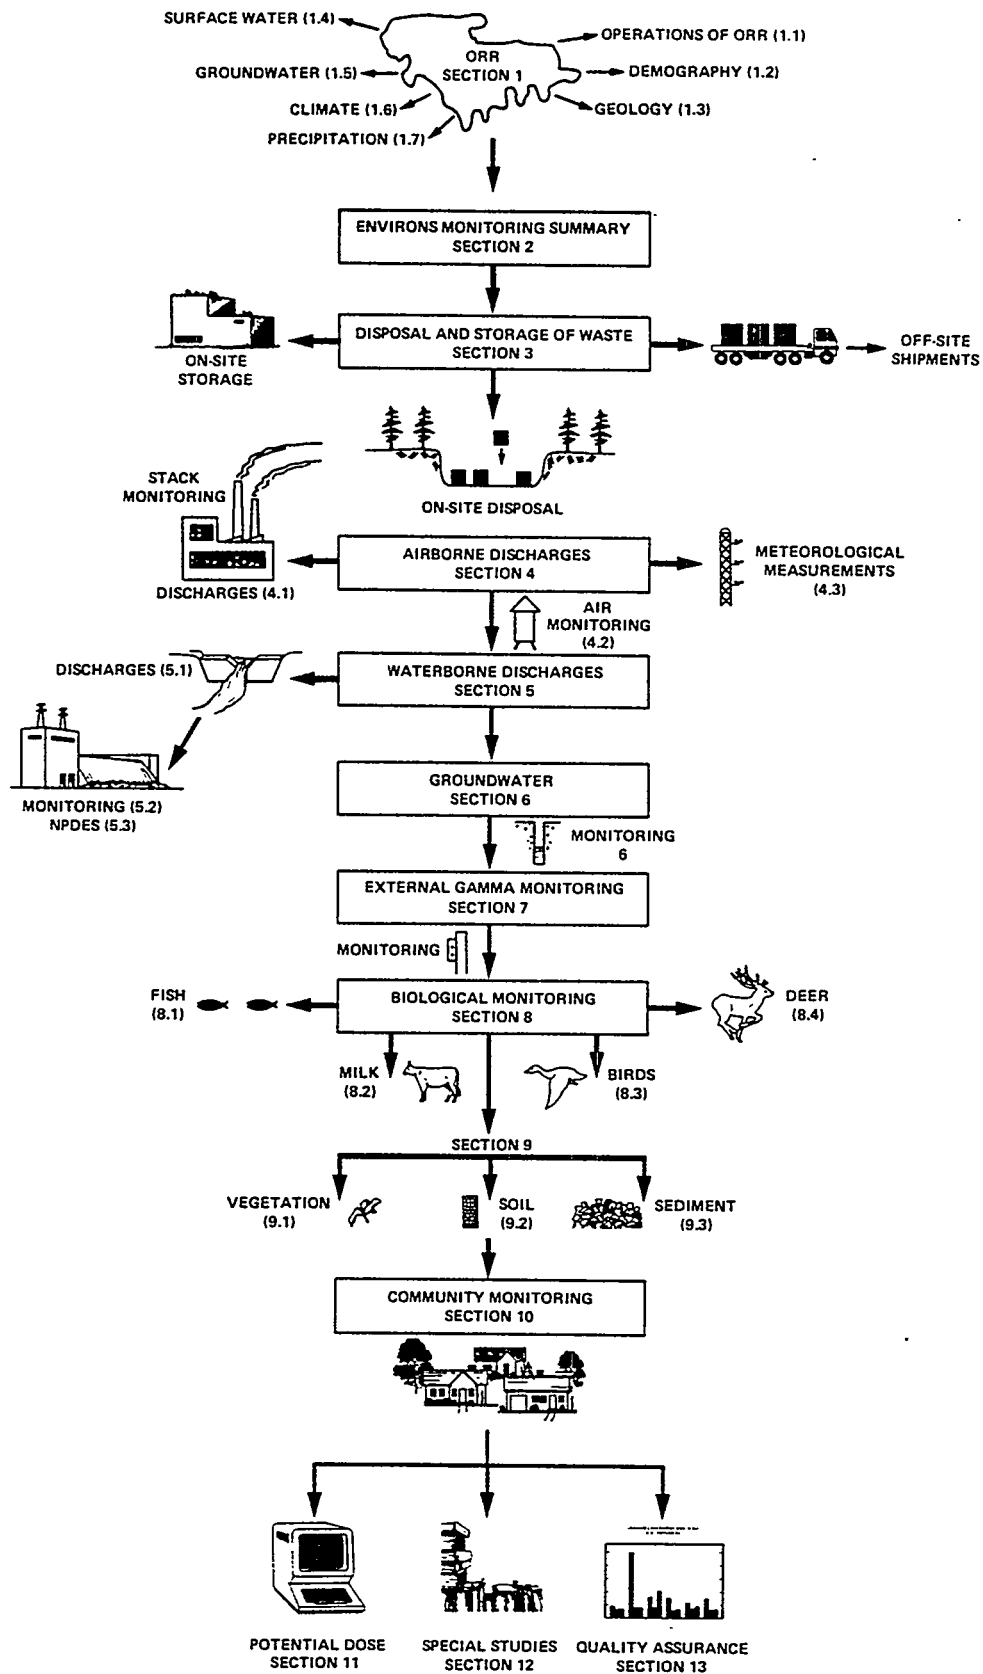 SURFACE WATER (1.4)
OPERATIONS OF ORR (1.1)
ORR
SECTION 1
GROUNDWATER (1.5)
DEMOGRAPHY (1.2)
CLIMATE (1.6)
GEOLOGY (1.3)
PRECIPITATION (1.7)
ENVIRONS MONITORING SUMMARY
SECTION 2
DISPOSAL AND STORAGE OF WASTE
SECTION 3
ON-SITE
STORAGE
OFF-SITE
SHIPMENTS
STACK
MONITORING
ON-SITE DISPOSAL
AIRBORNE DISCHARGES
SECTION 4
DISCHARGES (4.1)
METEOROLOGICAL
MEASUREMENTS
(4.3)
AIR
MONITORING
(4.2)
WATERBORNE DISCHARGES
SECTION 5
DISCHARGES (5.1)
MONITORING (5.2)
NPDES (5.3)
GROUNDWATER
SECTION 6
MONITORING
6
EXTERNAL GAMMA MONITORING
SECTION 7
MONITORING
BIOLOGICAL MONITORING
SECTION 8
FISH
(8.1)
DEER
(8.4)
MILK
(8.2)
BIRDS
(8.3)
SECTION 9
VEGETATION
(9.1)
SOIL
(9.2)
SEDIMENT
(9.3)
COMMUNITY MONITORING
SECTION 10
POTENTIAL DOSE
SECTION 11
SPECIAL STUDIES
SECTION 12
QUALITY ASSURANCE
SECTION 13